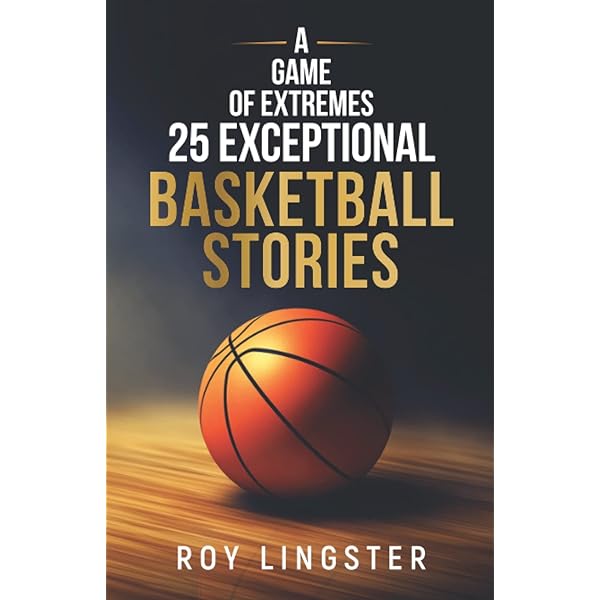 A
GAME
OF EXTREMES
25 EXCEPTIONAL
BASKETBALL
STORIES
ROY LINGSTER